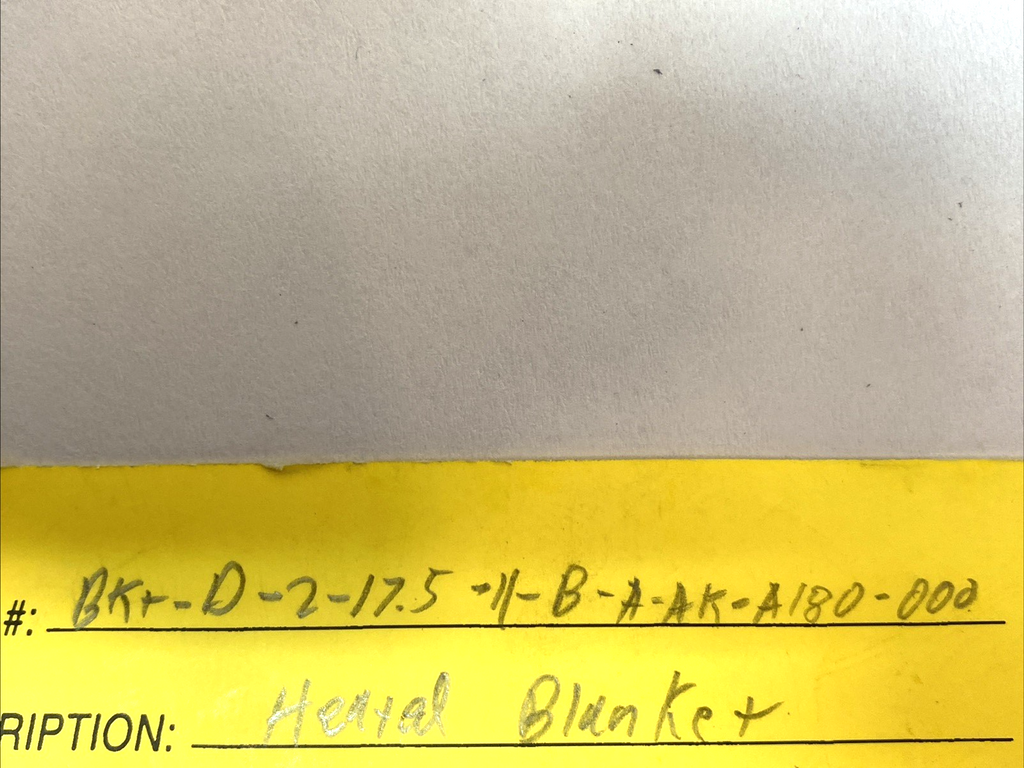 #: BKt-D-2-17.5-11-B-A-AK-A180-000
RIPTION: Blanket